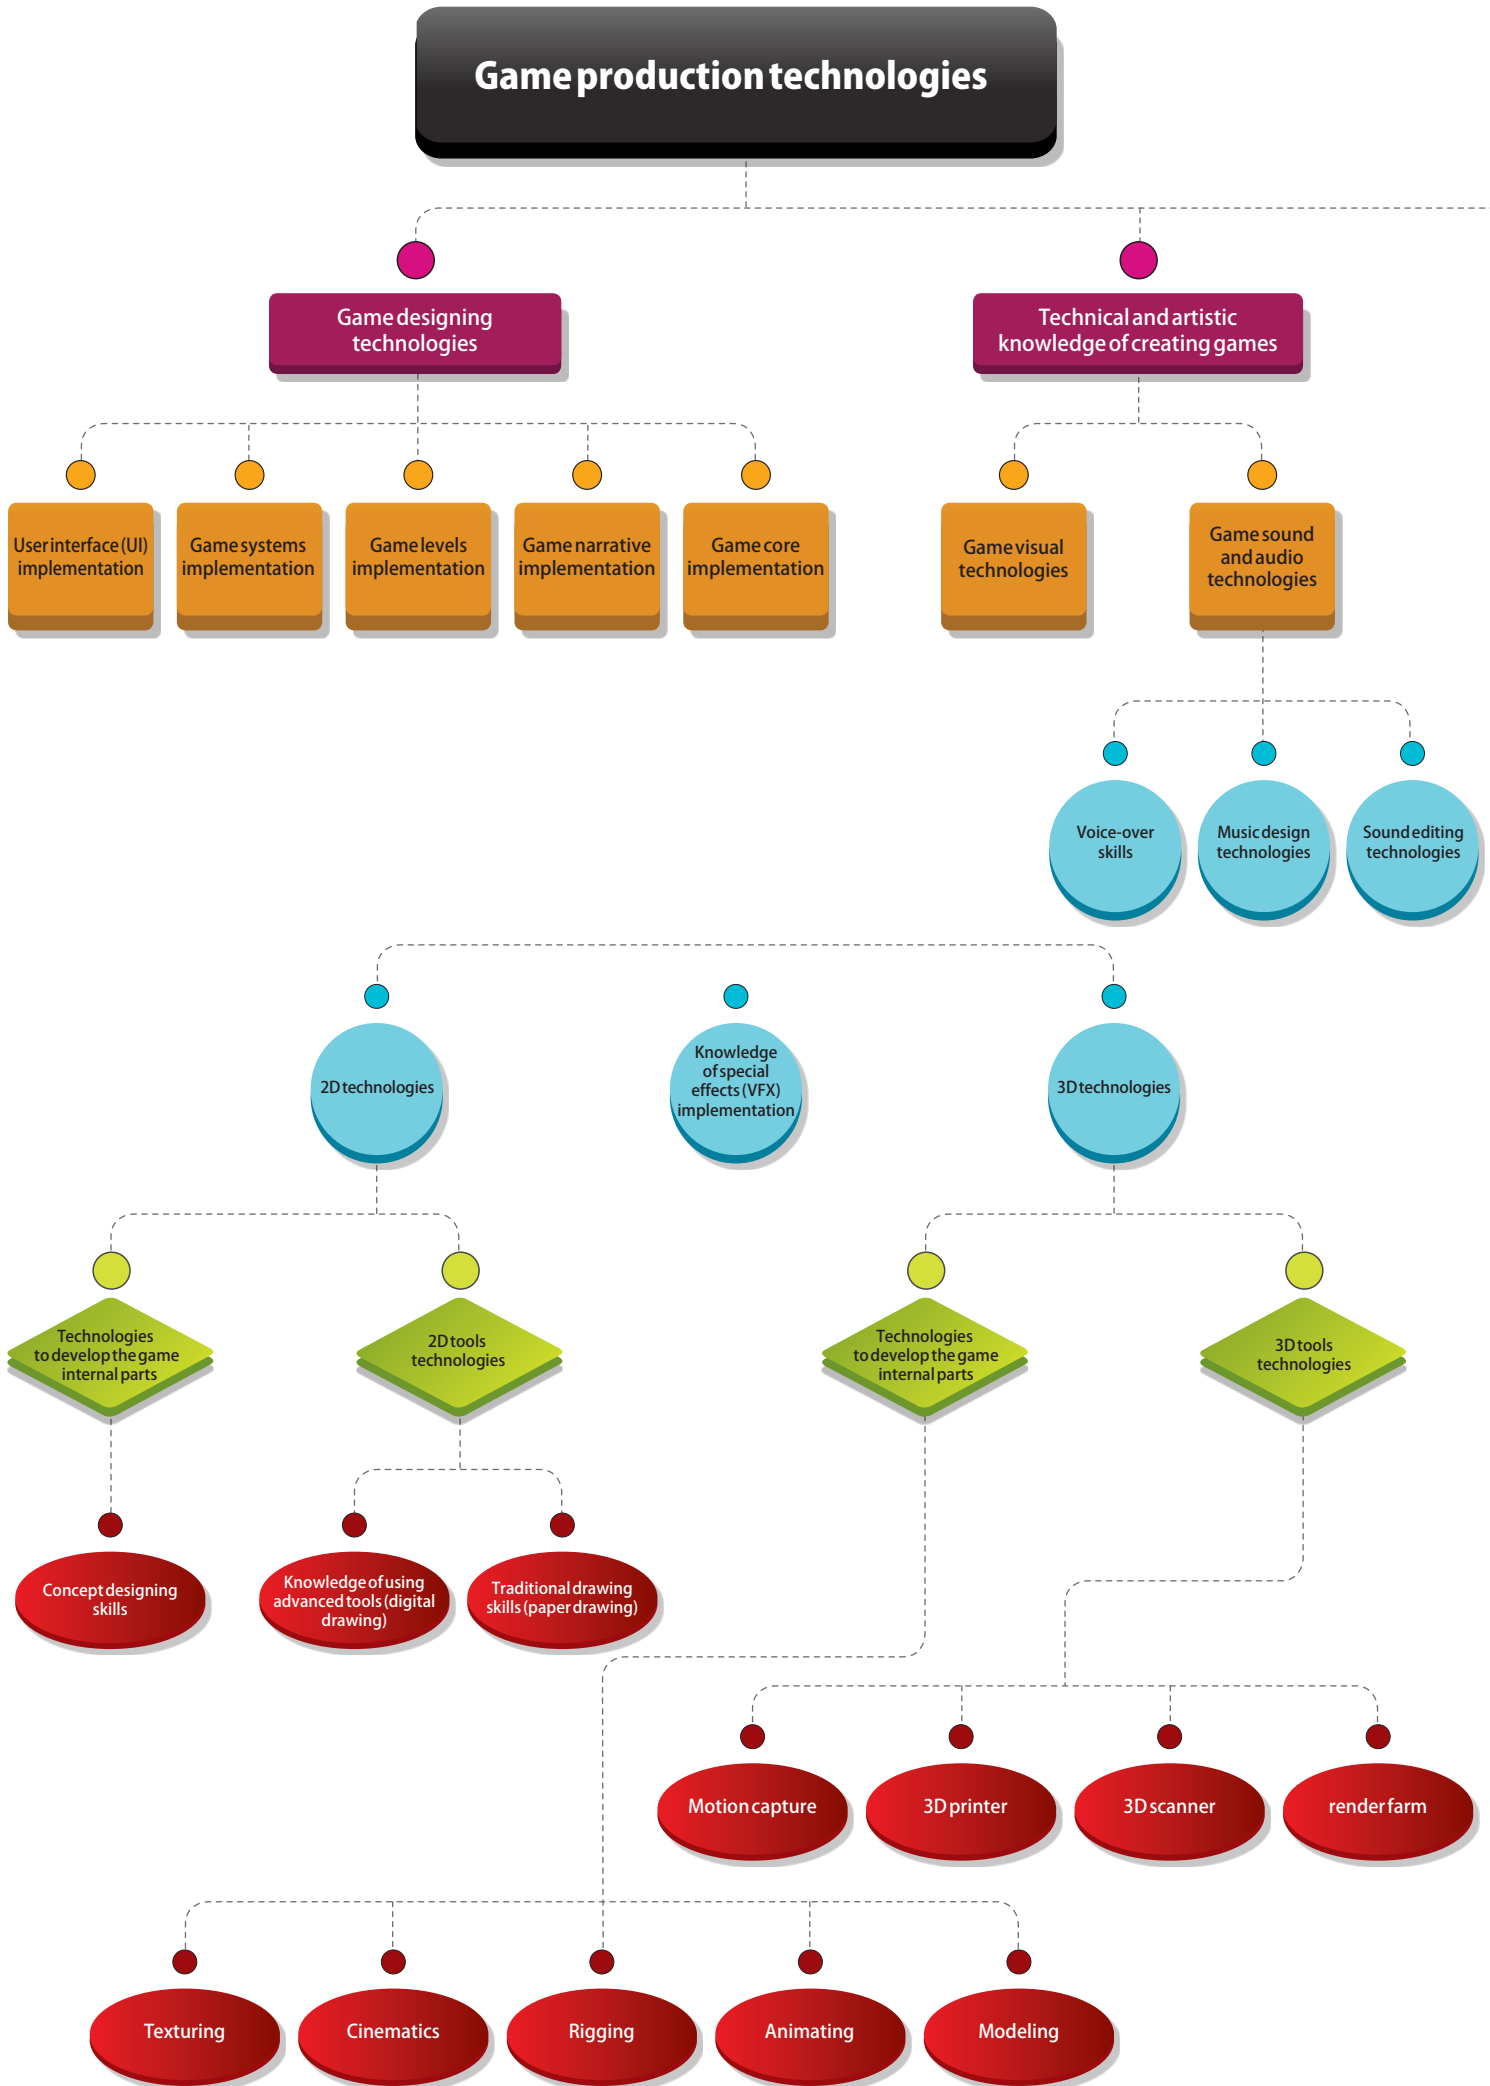 Game production technologies
Game designing
technologies
Technical and artistic
knowledge of creating games
User interface (UI)
implementation
Game systems
implementation
Game levels
implementation
Game narrative
implementation
Game core
implementation
Game visual
technologies
Game sound
and audio
technologies
Voice-over
skills
Music design
technologies
Sound editing
technologies
2D technologies
Knowledge
of special
effects (VFX)
implementation
3D technologies
Technologies
to develop the game
internal parts
2D tools
technologies
Technologies
to develop the game
internal parts
3D tools
technologies
Concept designing
skills
Knowledge of using
advanced tools (digital
drawing)
Traditional drawing
skills (paper drawing)
Motion capture
3D printer
3D scanner
render farm
Texturing
Cinematics
Rigging
Animating
Modeling